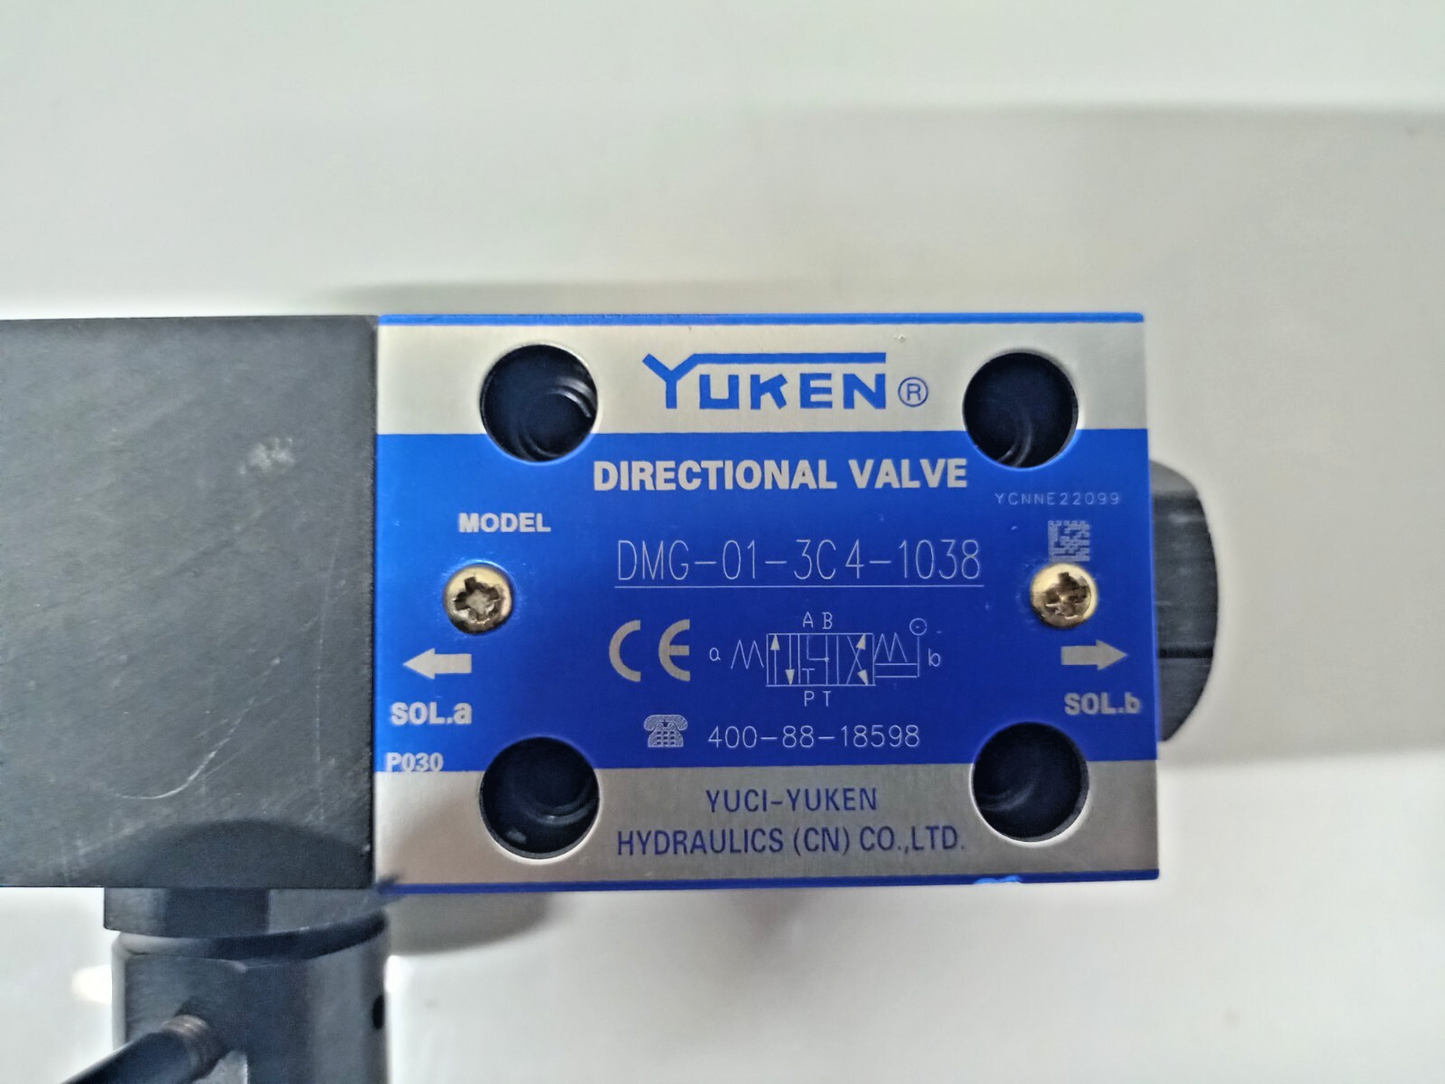 YUKEN®
DIRECTIONAL VALVE
YCNNE22099
MODEL
DMG-01-3C4-1038
CE
A B
a
b
P T
SOL.a
SOL.b
400-88-18598
P030
YUCI-YUKEN
HYDRAULICS (CN) CO.,LTD.